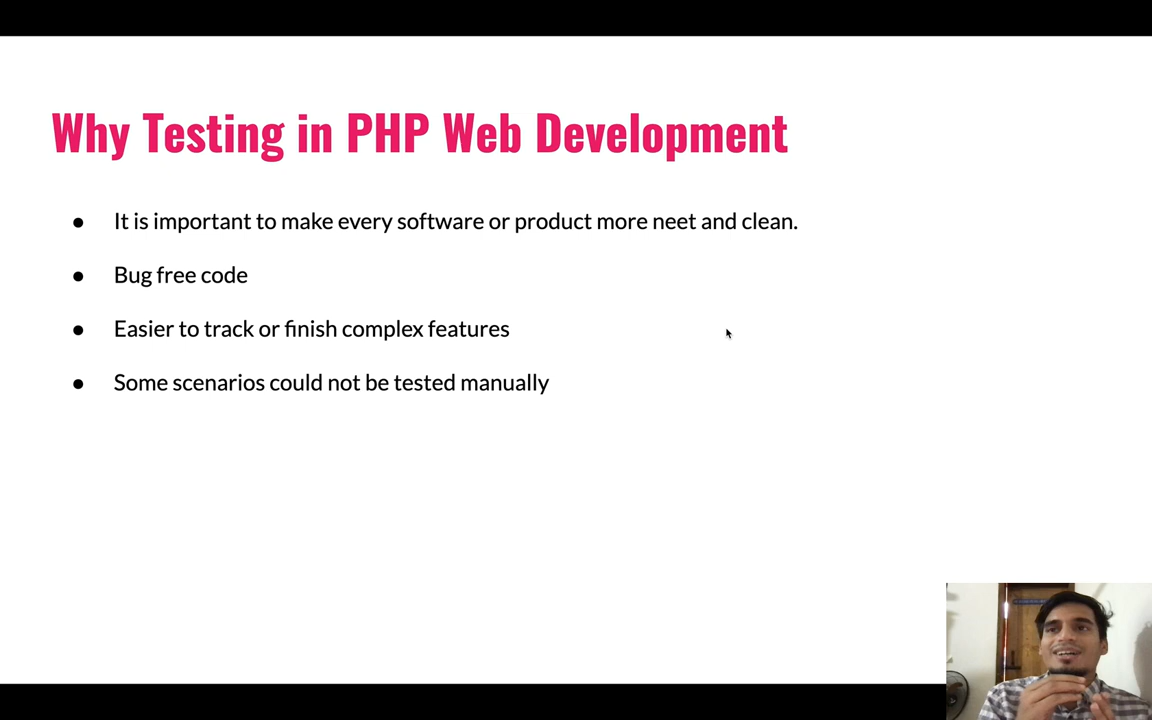 Why Testing in PHP Web Development
● It is important to make every software or product more neet and clean.
● Bug free code
● Easier to track or finish complex features
● Some scenarios could not be tested manually